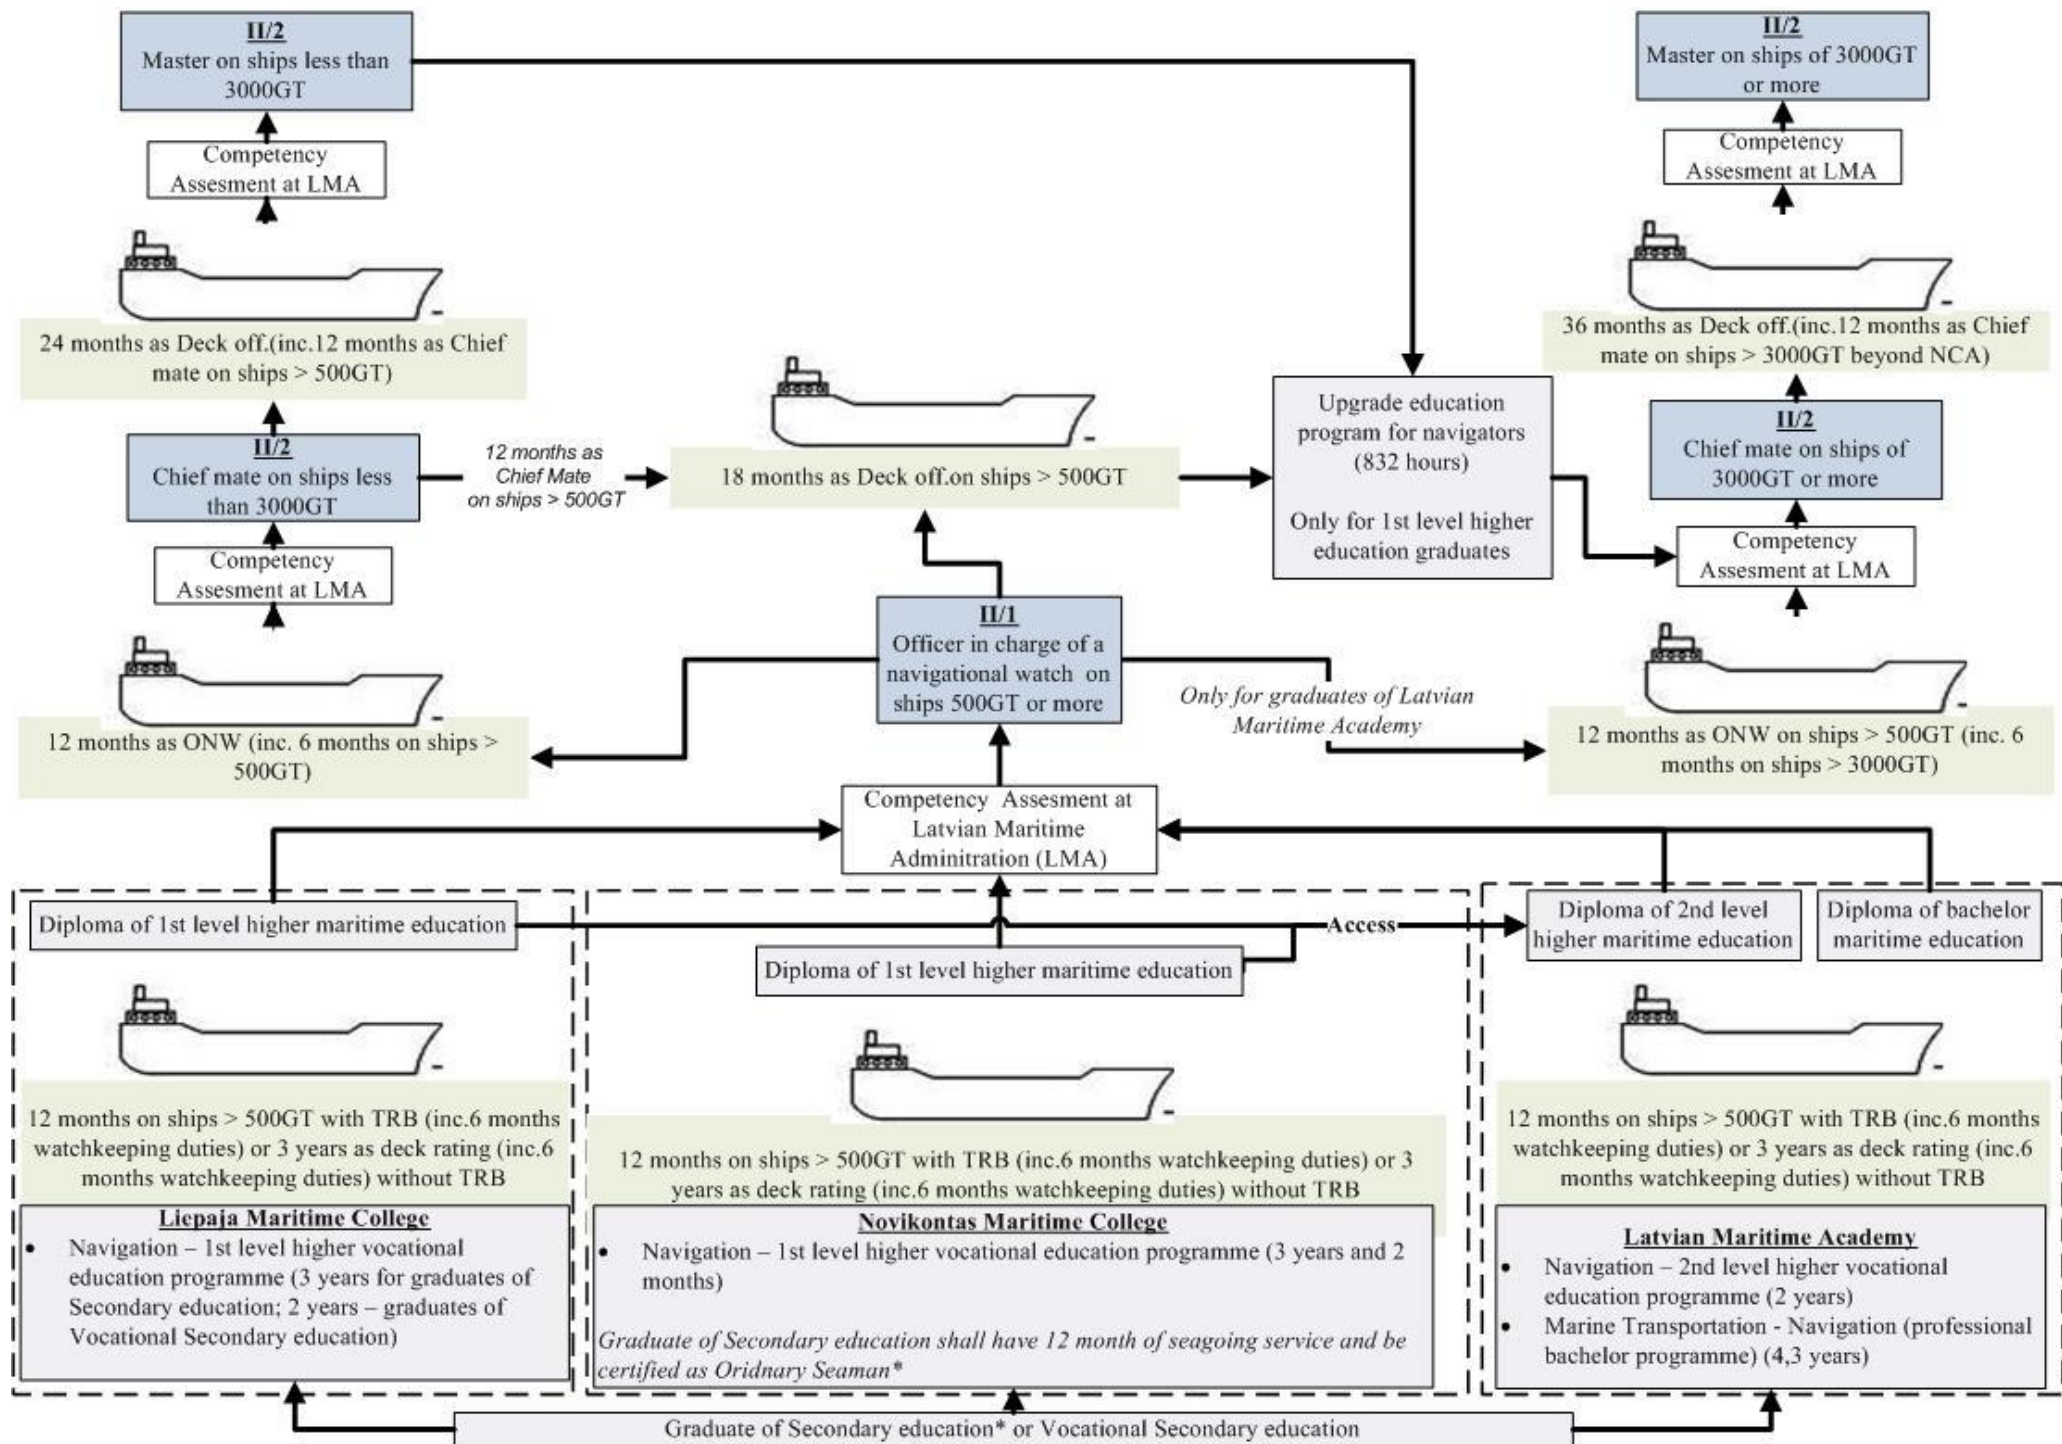 II/2
Master on ships less than
3000GT
II/2
Master on ships of 3000GT
or more
Competency
Assesment at LMA
Competency
Assesment at LMA
24 months as Deck off.(inc.12 months as Chief
mate on ships > 500GT)
36 months as Deck off.(inc.12 months as Chief
mate on ships > 3000GT beyond NCA)
II/2
Chief mate on ships less
than 3000GT
12 months as
Chief Mate
on ships > 500GT
18 months as Deck off.on ships > 500GT
Upgrade education
program for navigators
(832 hours)
Only for 1st level higher
education graduates
II/2
Chief mate on ships of
3000GT or more
Competency
Assesment at LMA
Competency
Assesment at LMA
II/1
Officer in charge of a
navigational watch on
ships 500GT or more
Only for graduates of Latvian
Maritime Academy
12 months as ONW (inc. 6 months on ships >
500GT)
12 months as ONW on ships > 500GT (inc. 6
months on ships > 3000GT)
Competency Assesment at
Latvian Maritime
Adminitration (LMA)
Diploma of 1st level higher maritime education
Access
Diploma of 2nd level
higher maritime education
Diploma of bachelor
maritime education
Diploma of 1st level higher maritime education
12 months on ships > 500GT with TRB (inc.6 months
watchkeeping duties) or 3 years as deck rating (inc.6
months watchkeeping duties) without TRB
12 months on ships > 500GT with TRB (inc.6 months watchkeeping duties) or 3
years as deck rating (inc.6 months watchkeeping duties) without TRB
12 months on ships > 500GT with TRB (inc.6 months
watchkeeping duties) or 3 years as deck rating (inc.6
months watchkeeping duties) without TRB
Liepaja Maritime College
• Navigation – 1st level higher vocational
education programme (3 years for graduates of
Secondary education; 2 years – graduates of
Vocational Secondary education)
Novikontas Maritime College
• Navigation – 1st level higher vocational education programme (3 years and 2
months)
Graduate of Secondary education shall have 12 month of seagoing service and be
certified as Oridnary Seaman*
Latvian Maritime Academy
• Navigation – 2nd level higher vocational
education programme (2 years)
• Marine Transportation - Navigation (professional
bachelor programme) (4,3 years)
Graduate of Secondary education* or Vocational Secondary education